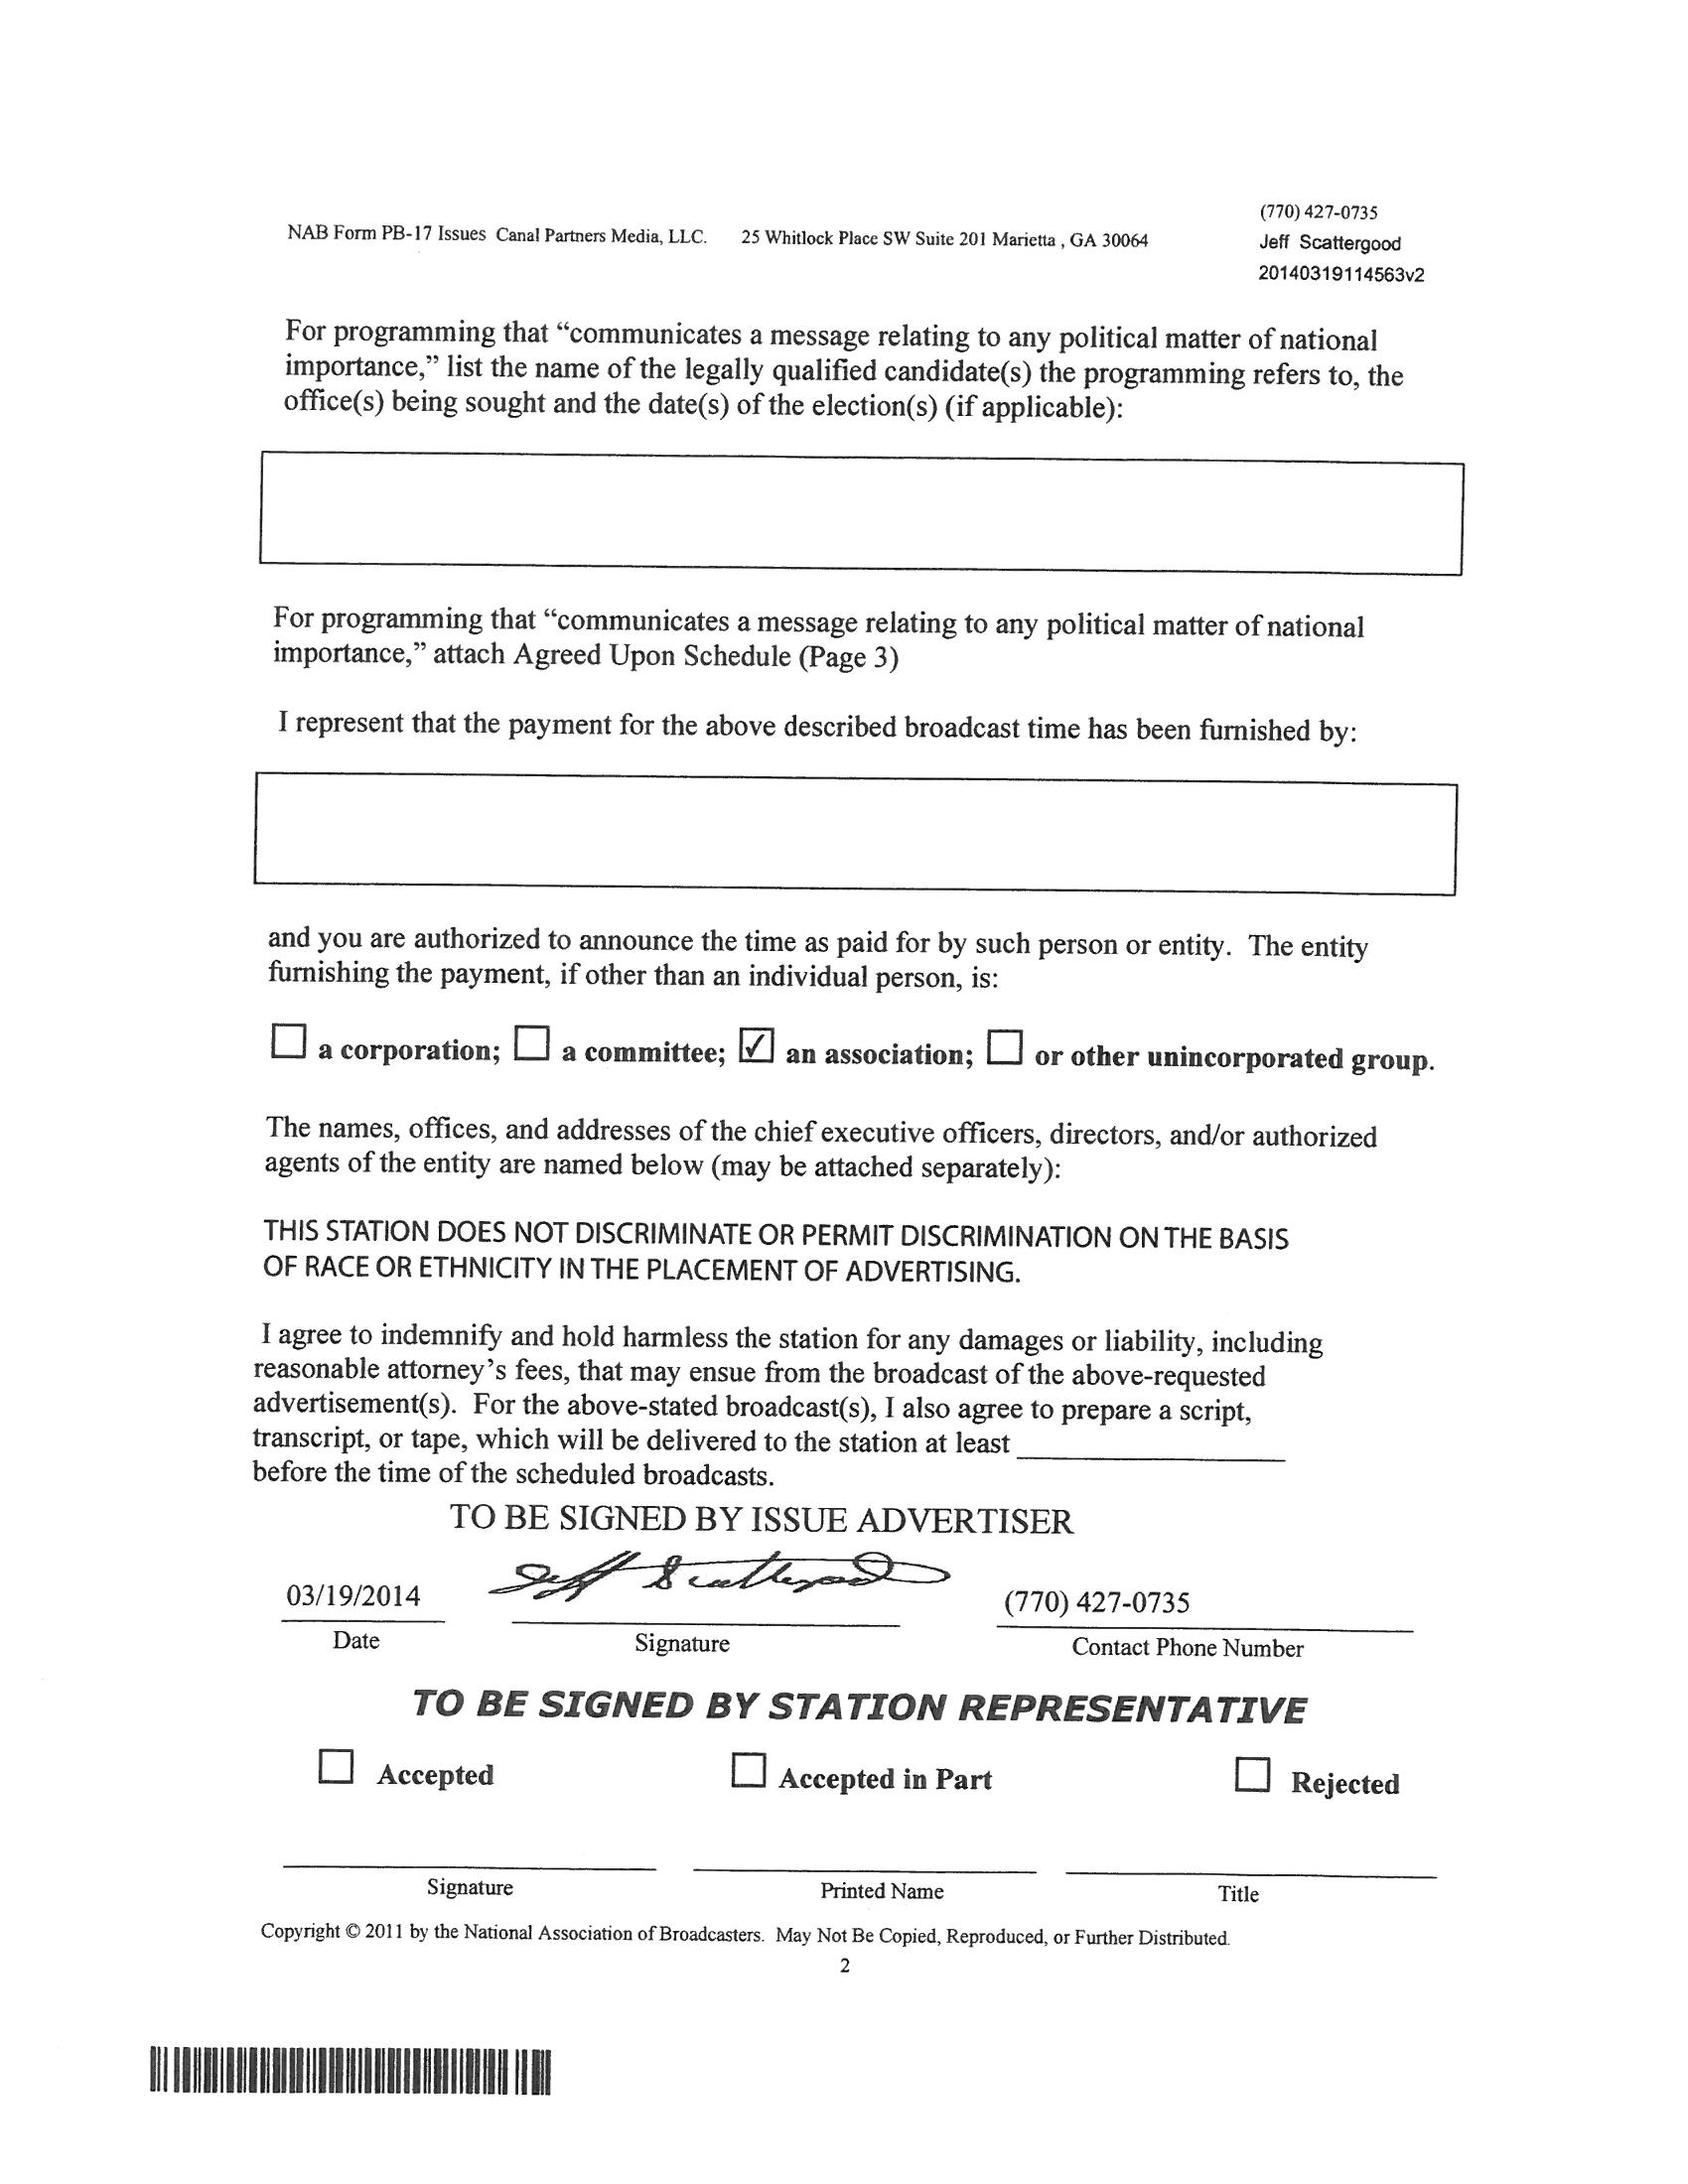 (770) 427-0735
NAB Form PB-17 Issues Canal Partners Media, LLC. 25 Whitlock Place SW Suite 201 Marietta , GA 30064
Jeff Scattergood
20140319114563v2
For programming that “communicates a message relating to any political matter of national
importance,” list the name of the legally qualified candidate(s) the programming refers to, the
office(s) being sought and the date(s) of the election(s) (if applicable):
For programming that “communicates a message relating to any political matter of national
importance,” attach Agreed Upon Schedule (Page 3)
I represent that the payment for the above described broadcast time has been furnished by:
and you are authorized to announce the time as paid for by such person or entity. The entity
furnishing the payment, if other than an individual person, is:
☐ a corporation; ☐ a committee; ☑ an association; ☐ or other unincorporated group.
The names, offices, and addresses of the chief executive officers, directors, and/or authorized
agents of the entity are named below (may be attached separately):
THIS STATION DOES NOT DISCRIMINATE OR PERMIT DISCRIMINATION ON THE BASIS
OF RACE OR ETHNICITY IN THE PLACEMENT OF ADVERTISING.
I agree to indemnify and hold harmless the station for any damages or liability, including
reasonable attorney’s fees, that may ensue from the broadcast of the above-requested
advertisement(s). For the above-stated broadcast(s), I also agree to prepare a script,
transcript, or tape, which will be delivered to the station at least
before the time of the scheduled broadcasts.
TO BE SIGNED BY ISSUE ADVERTISER
03/19/2014 Jeff Scattergood (770) 427-0735
Date Signature Contact Phone Number
TO BE SIGNED BY STATION REPRESENTATIVE
☐ Accepted ☐ Accepted in Part ☐ Rejected
Signature Printed Name Title
Copyright © 2011 by the National Association of Broadcasters. May Not Be Copied, Reproduced, or Further Distributed.
2